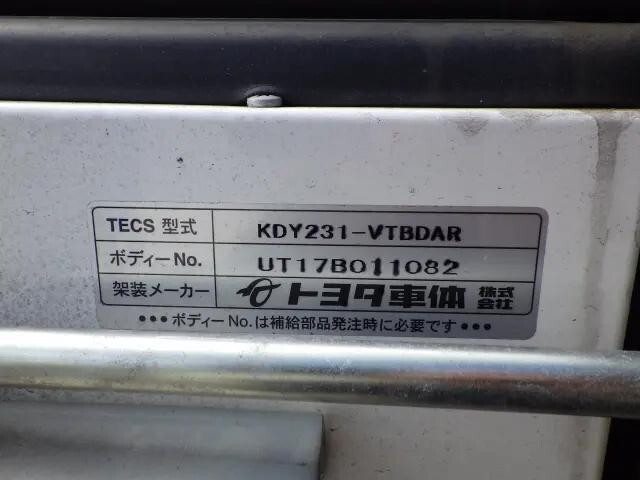 TECS 型式 KDY231-VTBDAR
ボディーNo. UT17B011082
架装メーカー トヨタ車体 株式会社
•••ボディーNo.は補給部品発注時に必要です•••